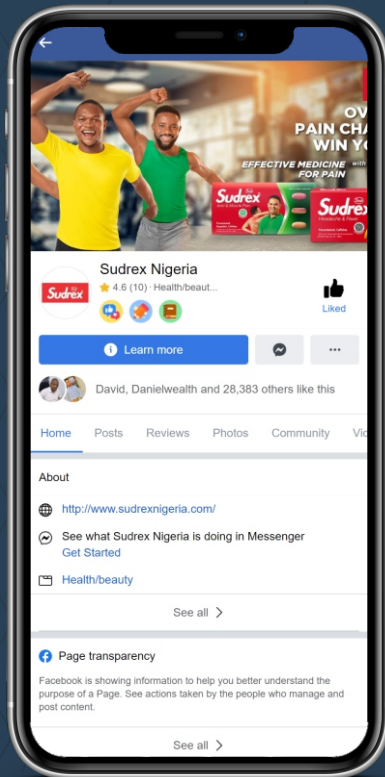 OV
PAIN CHA
WIN YO
EFFECTIVE MEDICINE with
FOR PAIN
Sudrex
Sudrex
Sudrex
Sudrex Nigeria
4.6 (10) · Health/beaut...
Liked
Learn more
David, Danielwealth and 28,383 others like this
Home Posts Reviews Photos Community Vic
About
http://www.sudrexnigeria.com/
See what Sudrex Nigeria is doing in Messenger
Get Started
Health/beauty
See all
Page transparency
Facebook is showing information to help you better understand the
purpose of a Page. See actions taken by the people who manage and
post content.
See all